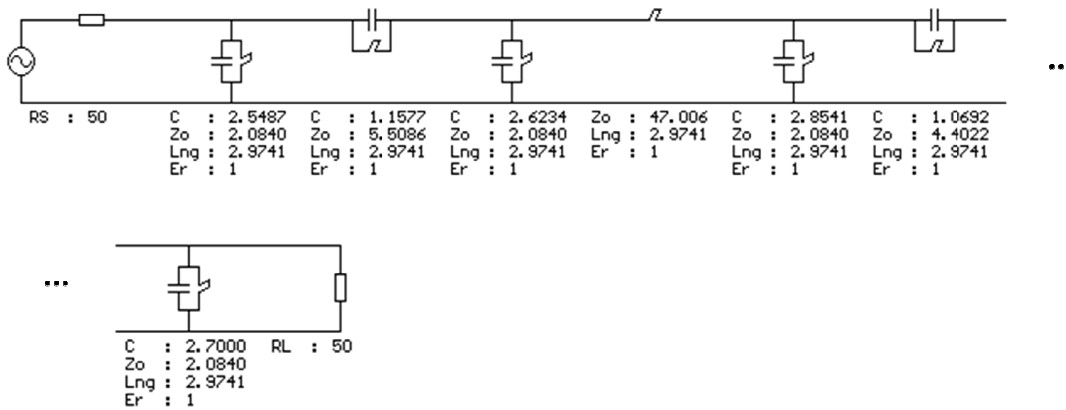 RS : 50 C : 2.5487 C : 1.1577 C : 2.6234 Zo : 47.006 C : 2.8541 C : 1.0692
Zo : 2.0840 Zo : 5.5086 Zo : 2.0840 Lng : 2.9741 Zo : 2.0840 Zo : 4.4022
Lng : 2.9741 Lng : 2.9741 Lng : 2.9741 Er : 1 Lng : 2.9741 Lng : 2.9741
Er : 1 Er : 1 Er : 1 Er : 1 Er : 1
C : 2.7000 RL : 50
Zo : 2.0840
Lng : 2.9741
Er : 1